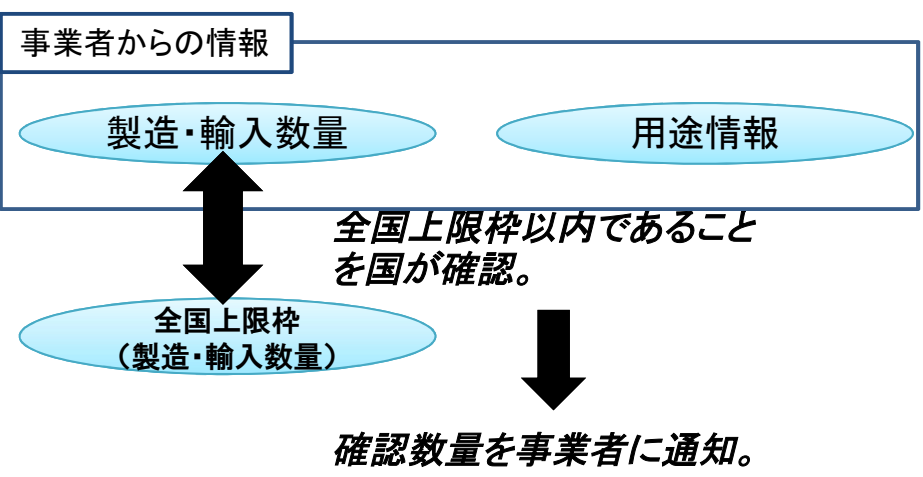 事業者からの情報
製造・輸入数量
用途情報
全国上限枠以内であること
を国が確認。
全国上限枠
（製造・輸入数量）
確認数量を事業者に通知。